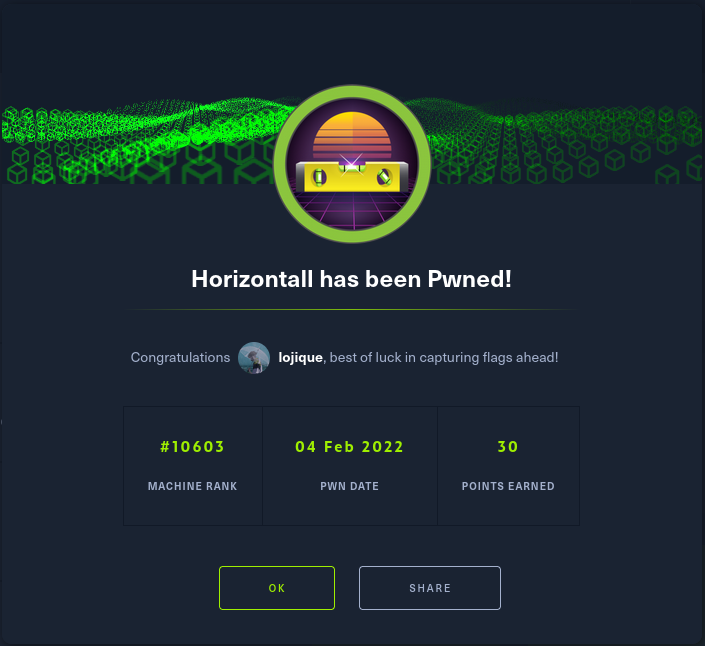 Horizontall has been Pwned!
Congratulations lojique, best of luck in capturing flags ahead!
#10603 04 Feb 2022 30
MACHINE RANK PWN DATE POINTS EARNED
OK SHARE